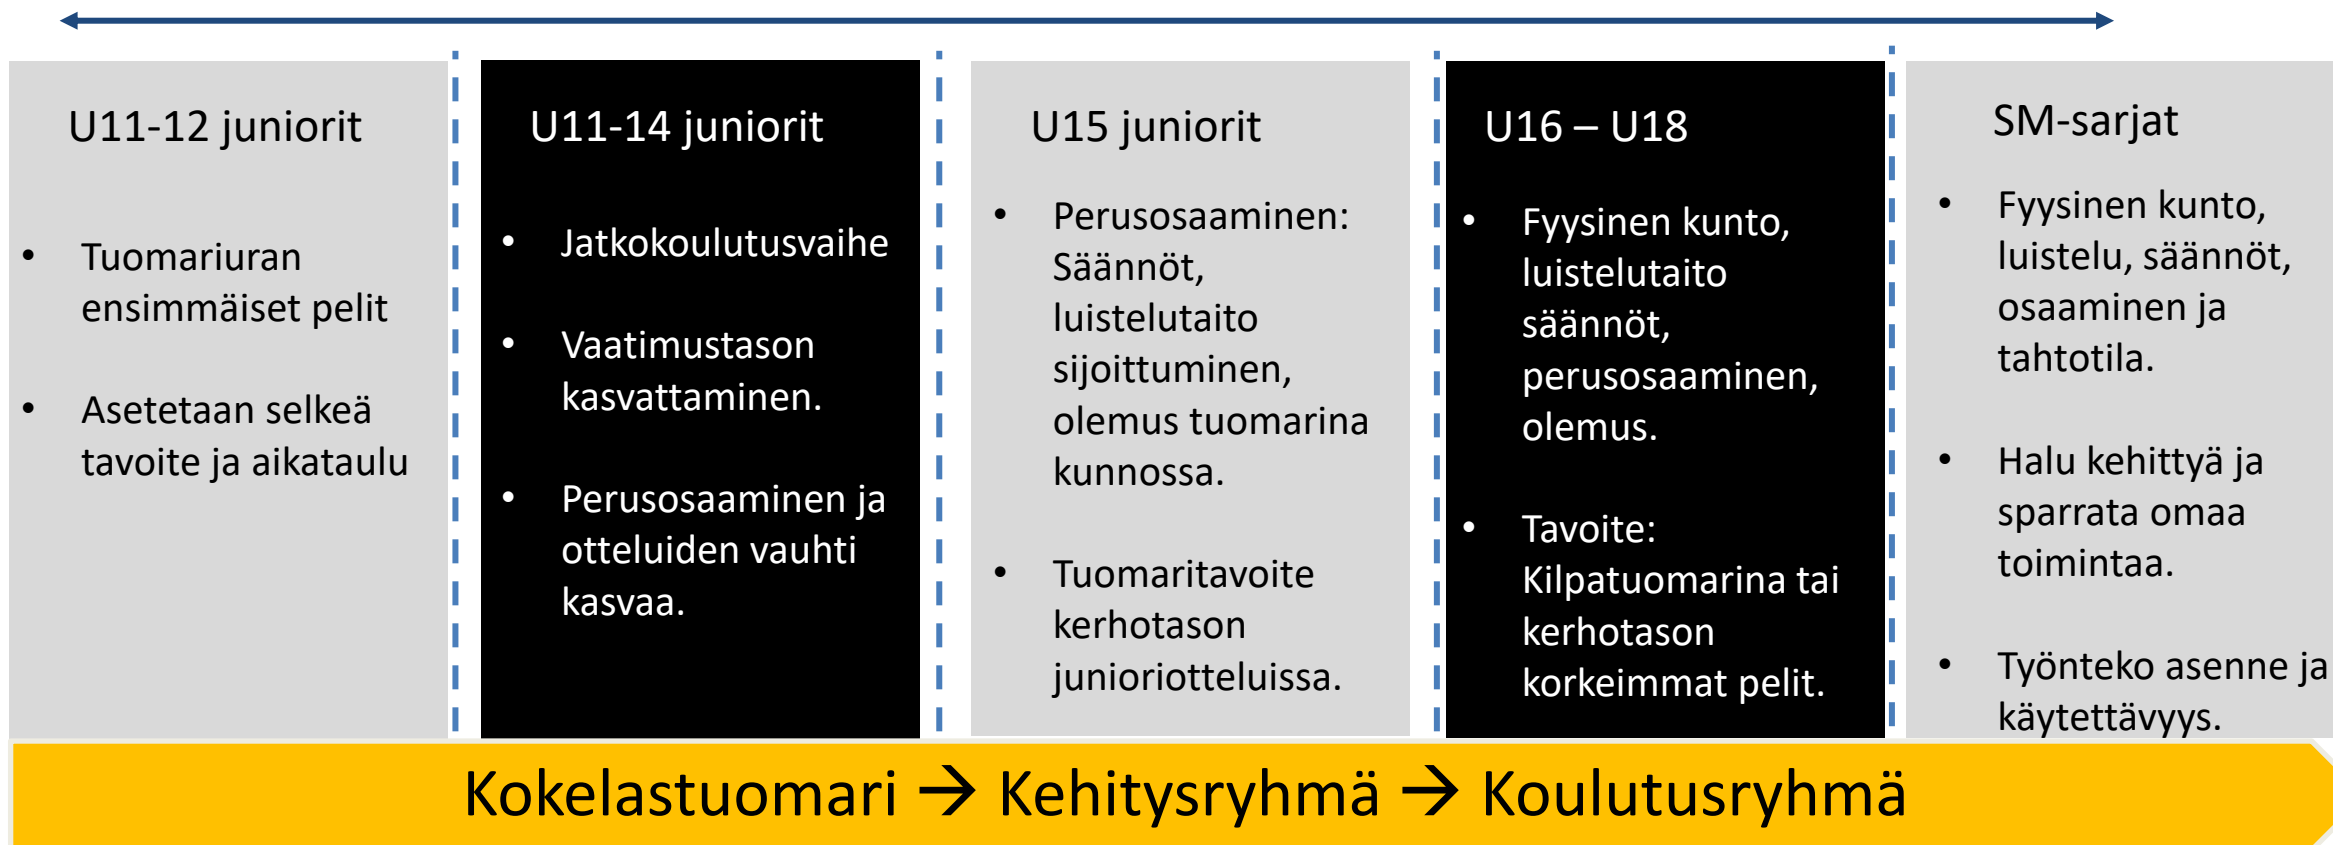 U11-12 juniorit
• Tuomariuran
ensimmäiset pelit
• Asetetaan selkeä
tavoite ja aikataulu
U11-14 juniorit
• Jatkokoulutusvaihe
• Vaatimustason
kasvattaminen.
• Perusosaaminen ja
otteluiden vauhti
kasvaa.
U15 juniorit
• Perusosaaminen:
Säännöt,
luistelutaito
sijoittuminen,
olemus tuomarina
kunnossa.
• Tuomaritavoite
kerhotason
junioriotteluissa.
U16 – U18
• Fyysinen kunto,
luistelutaito
säännöt,
perusosaaminen,
olemus.
• Tavoite:
Kilpatuomarina tai
kerhotason
korkeimmat pelit.
SM-sarjat
• Fyysinen kunto,
luistelu, säännöt,
osaaminen ja
tahtotila.
• Halu kehittyä ja
sparrata omaa
toimintaa.
• Työnteko asenne ja
käytettävyys.
Kokelastuomari → Kehitysryhmä → Koulutusryhmä